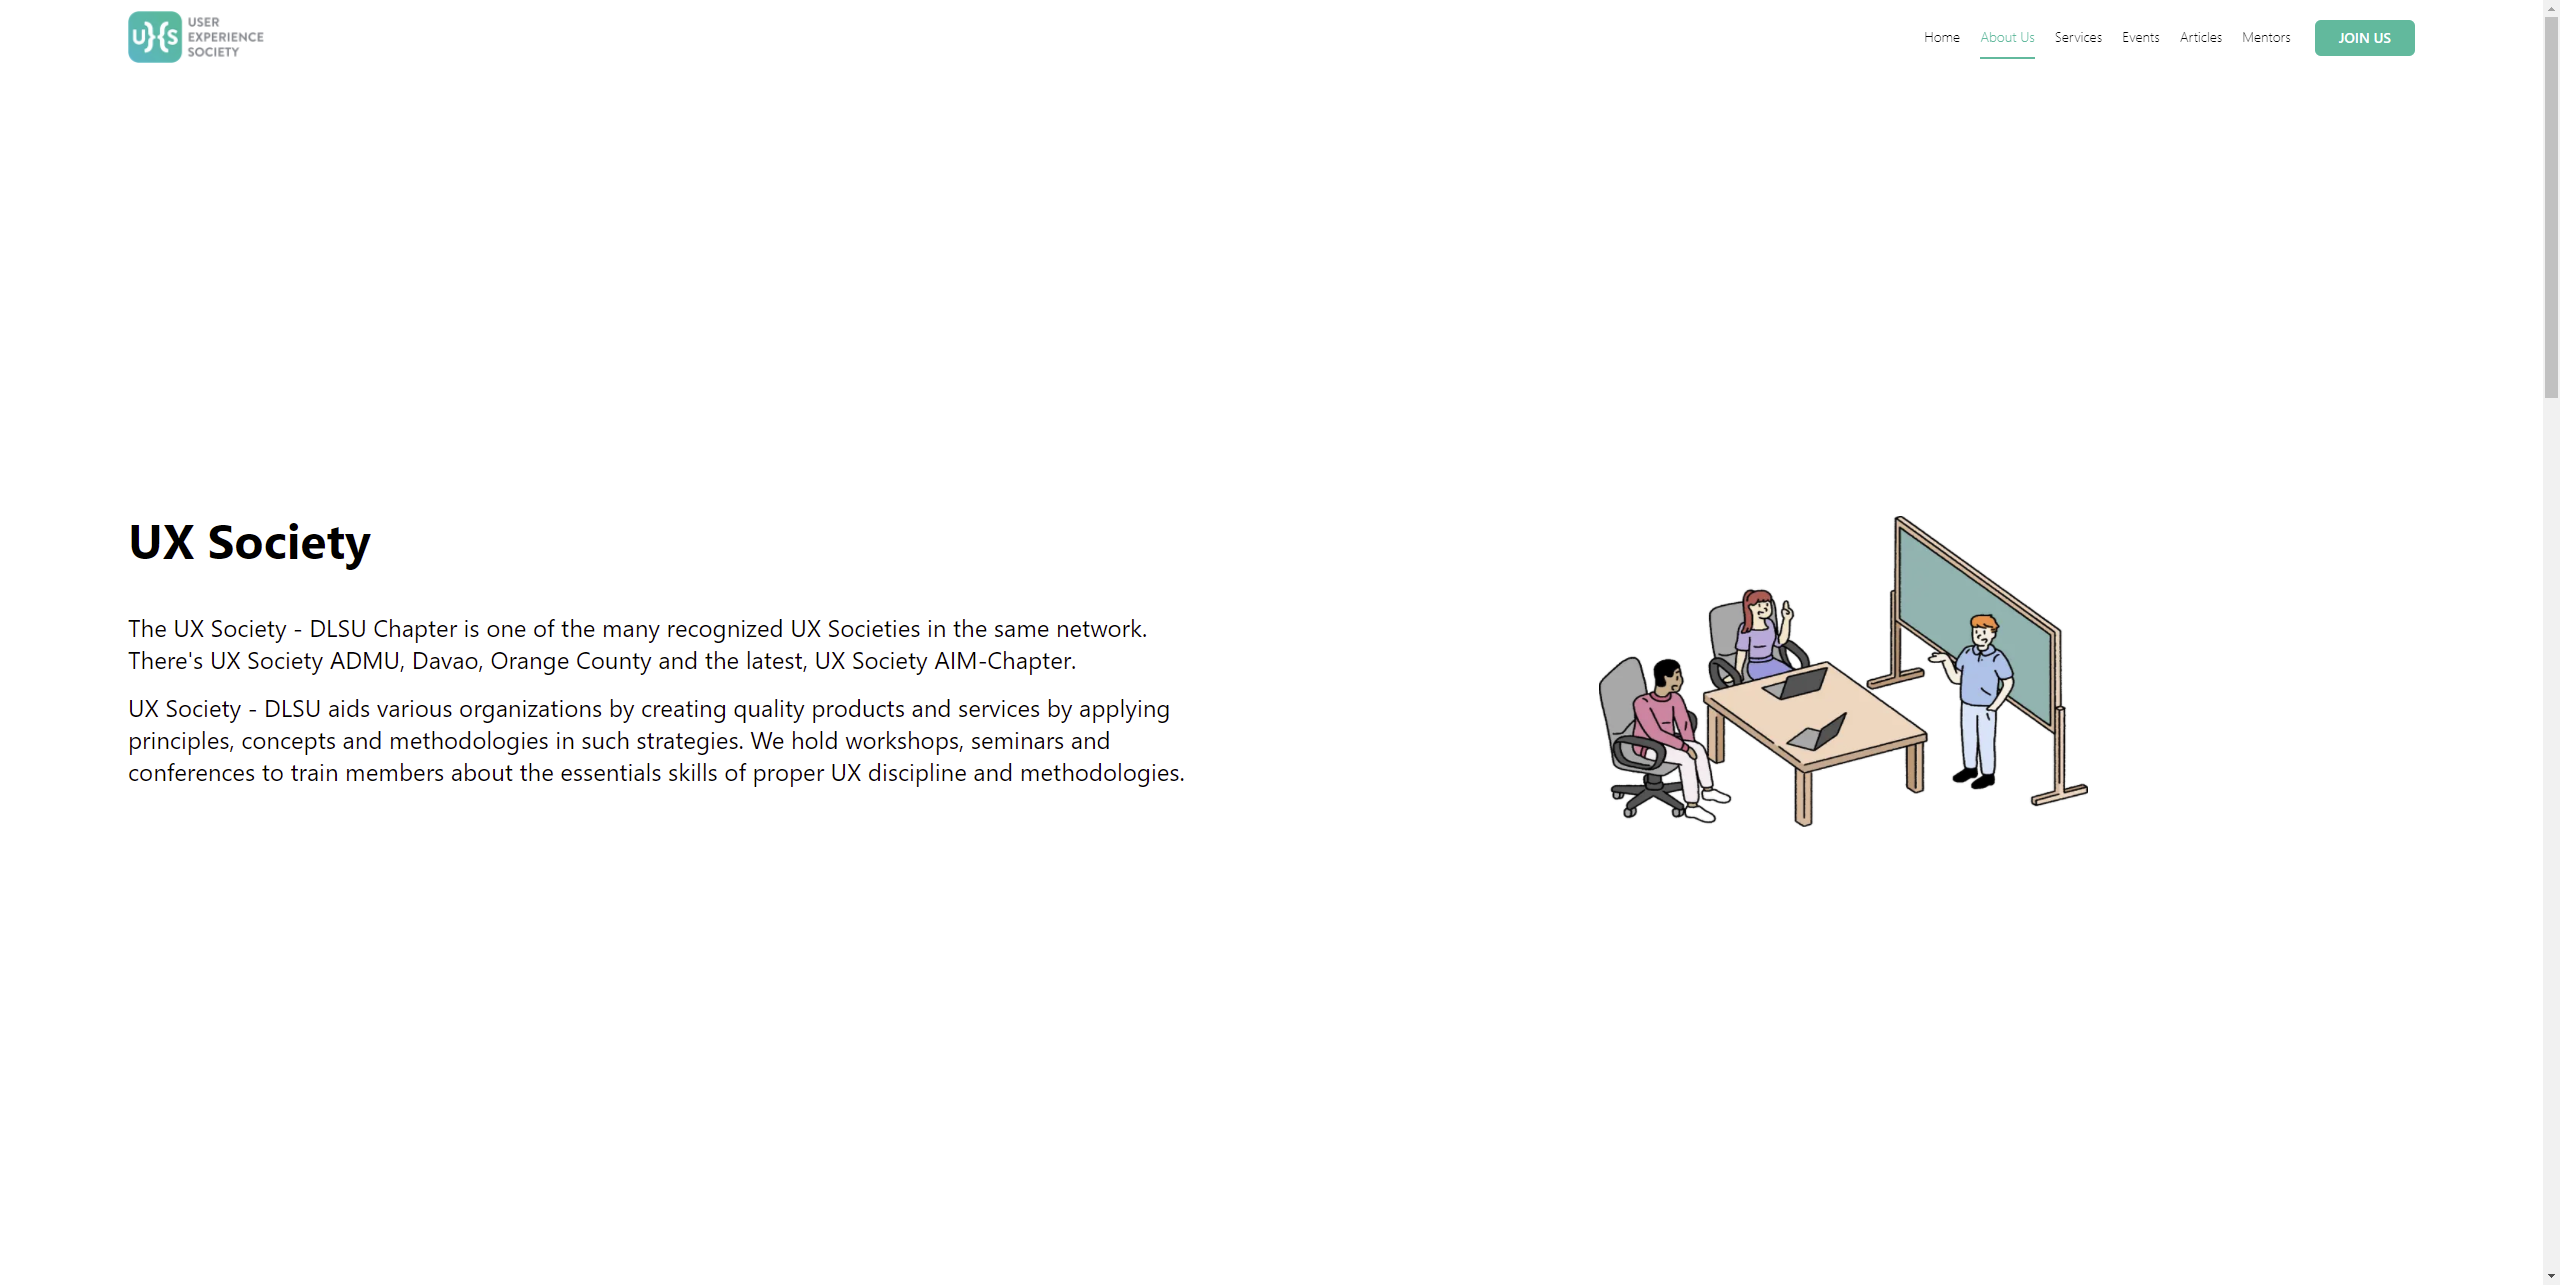 UXS USER
EXPERIENCE
SOCIETY
Home About Us Services Events Articles Mentors JOIN US
UX Society
The UX Society - DLSU Chapter is one of the many recognized UX Societies in the same network.
There's UX Society ADMU, Davao, Orange County and the latest, UX Society AIM-Chapter.
UX Society - DLSU aids various organizations by creating quality products and services by applying
principles, concepts and methodologies in such strategies. We hold workshops, seminars and
conferences to train members about the essentials skills of proper UX discipline and methodologies.